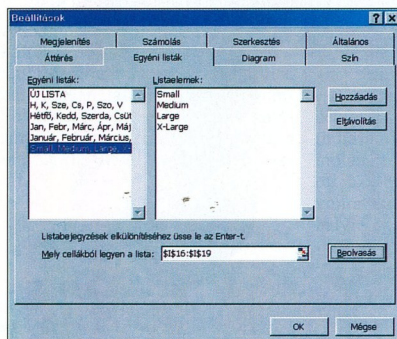 Beállítások
Megjelenítés Számolás Szerkesztés Általános
Áttérés Egyéni listák Diagram Szín
Egyéni listák:
ÚJ LISTA
H, K, Sze, Cs, P, Szo, V
Hétfő, Kedd, Szerda, Csüt
Jan, Febr, Márc, Ápr, Máj
Január, Február, Március,
Small, Medium, Large, X-
Listaelemek:
Small
Medium
Large
X-Large
Hozzáadás
Eltávolítás
Listabejegyzések elkülönítéséhez üsse le az Enter-t.
Mely cellákból legyen a lista: $I$16:$I$19
Beolvasás
OK Mégse